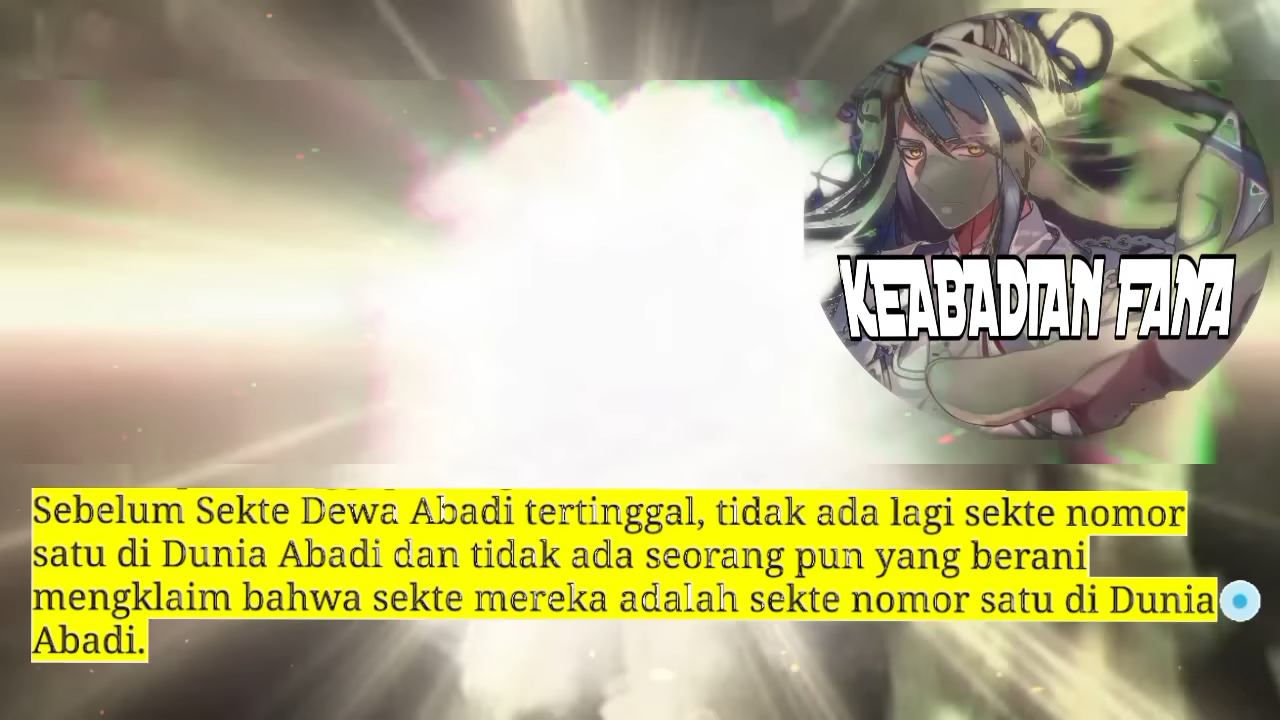 KEABADIAN FANA
Sebelum Sekte Dewa Abadi tertinggal, tidak ada lagi sekte nomor
satu di Dunia Abadi dan tidak ada seorang pun yang berani
mengklaim bahwa sekte mereka adalah sekte nomor satu di Dunia
Abadi.